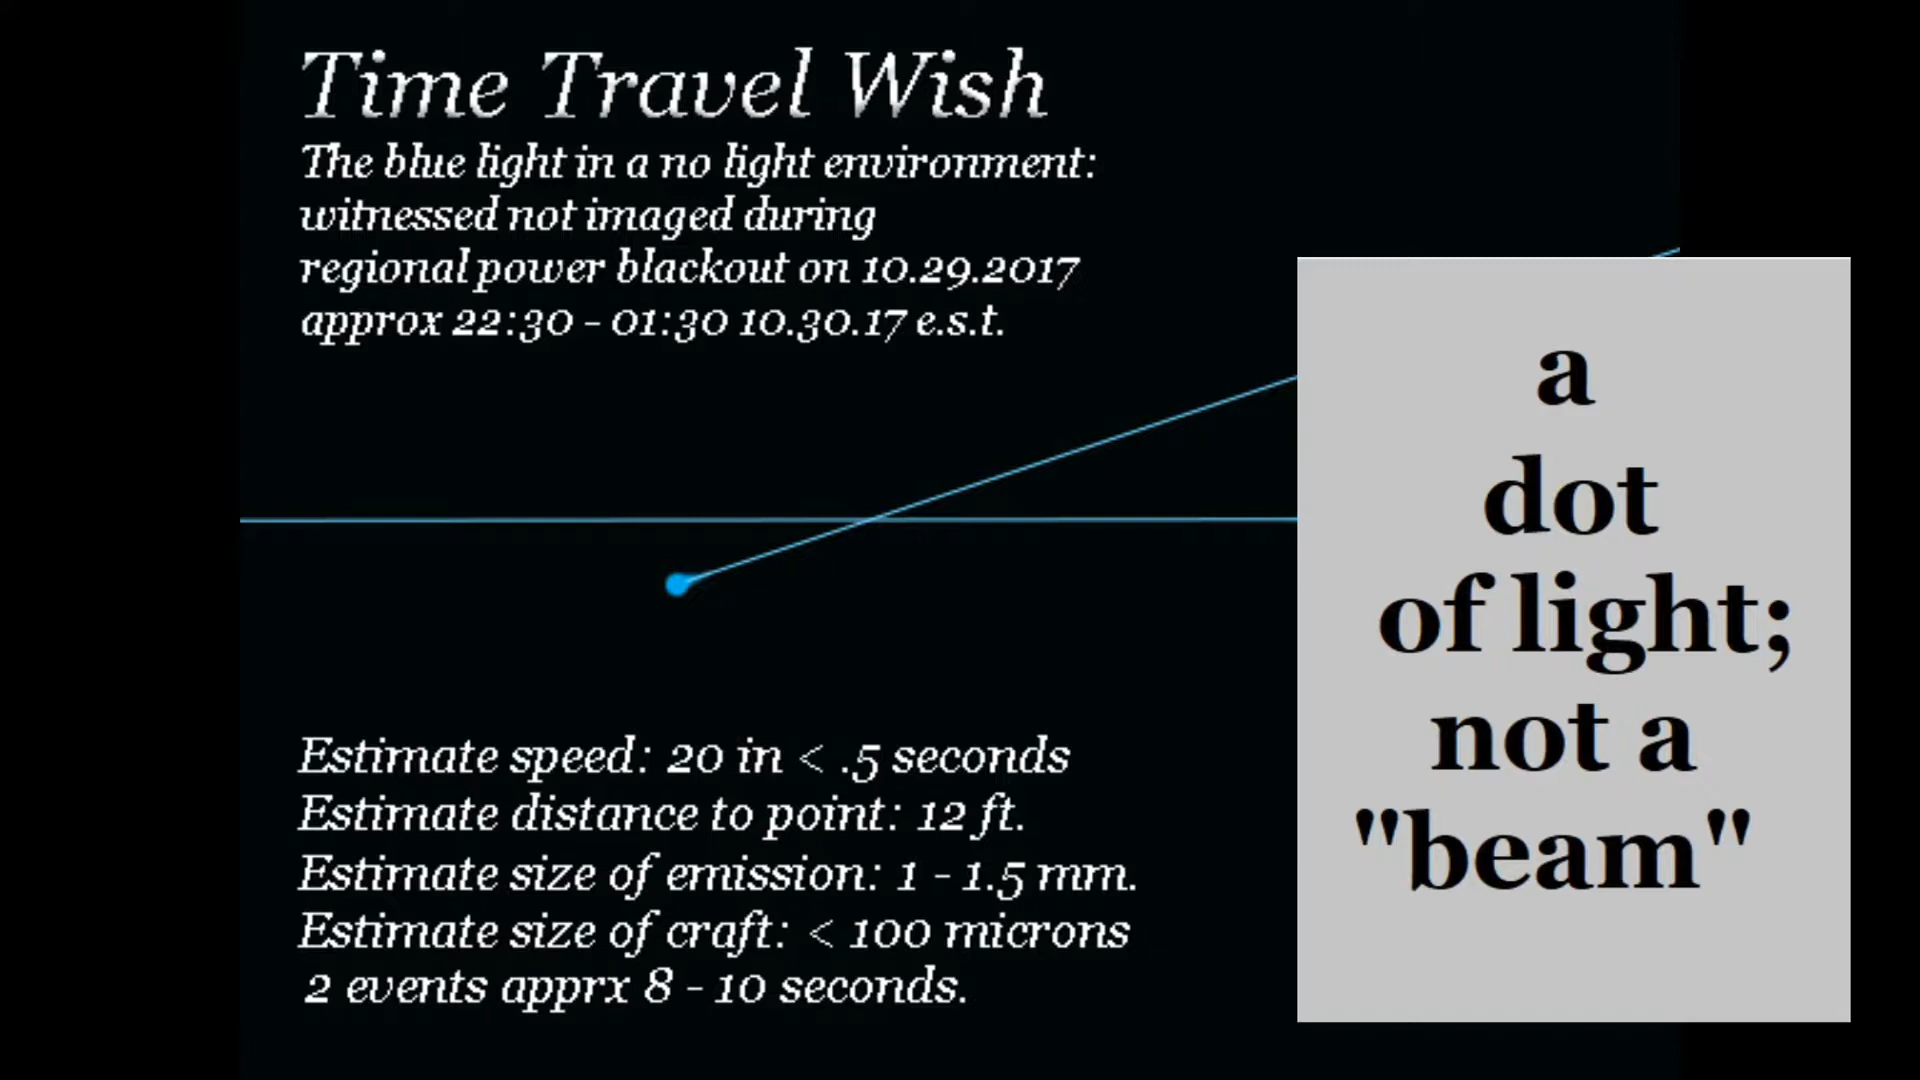 Time Travel Wish
The blue light in a no light environment:
witnessed not imaged during
regional power blackout on 10.29.2017
approx 22:30 - 01:30 10.30.17 e.s.t.
a
dot
of light;
not a
"beam"
Estimate speed: 20 in < .5 seconds
Estimate distance to point: 12 ft.
Estimate size of emission: 1 - 1.5 mm.
Estimate size of craft: < 100 microns
2 events apprx 8 - 10 seconds.